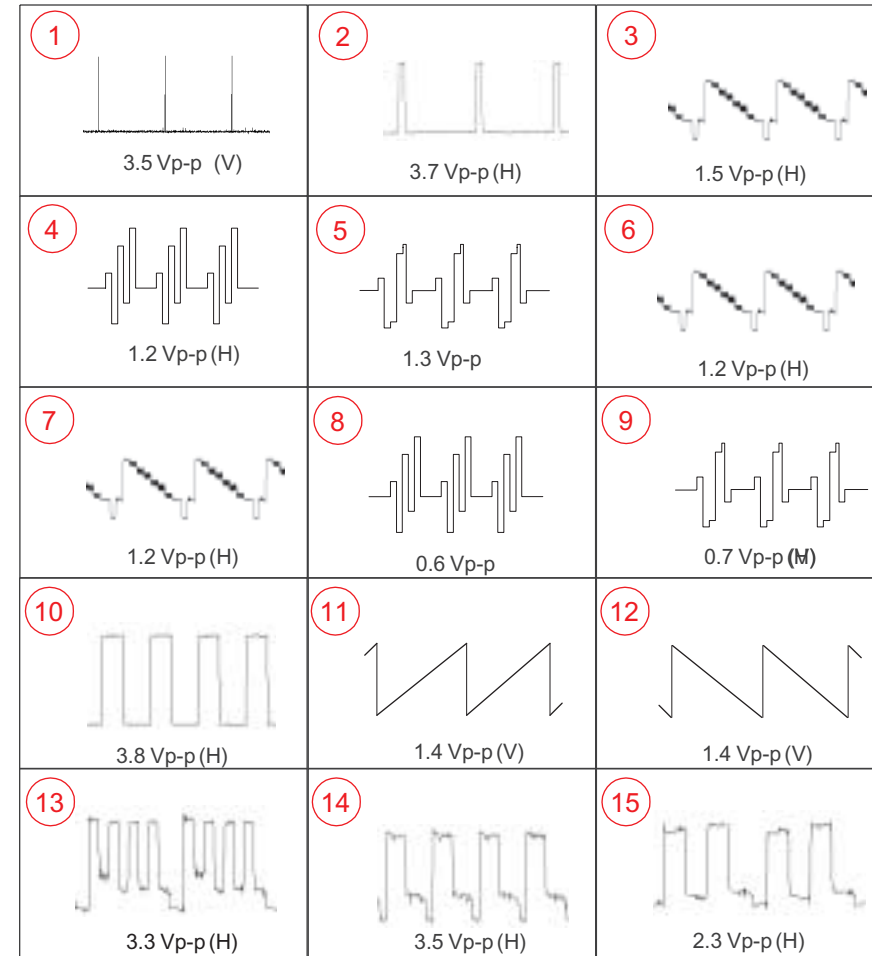 1 2 3
3.5 Vp-p (V) 3.7 Vp-p (H) 1.5 Vp-p (H)
4 5 6
1.2 Vp-p (H) 1.3 Vp-p 1.2 Vp-p (H)
7 8 9
1.2 Vp-p (H) 0.6 Vp-p 0.7 Vp-p
10 11 12
3.8 Vp-p (H) 1.4 Vp-p (V) 1.4 Vp-p (V)
13 14 15
3.3 Vp-p (H) 3.5 Vp-p (H) 2.3 Vp-p (H)